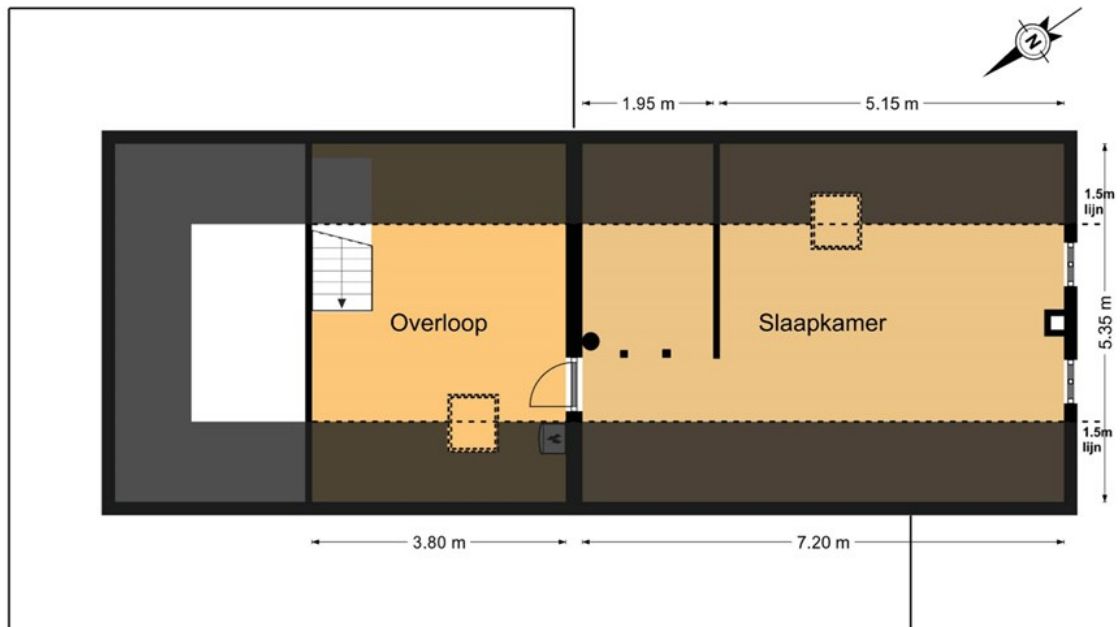 N
1.95 m
5.15 m
1.5m
lijn
Overloop
Slaapkamer
5.35 m
1.5m
lijn
3.80 m
7.20 m